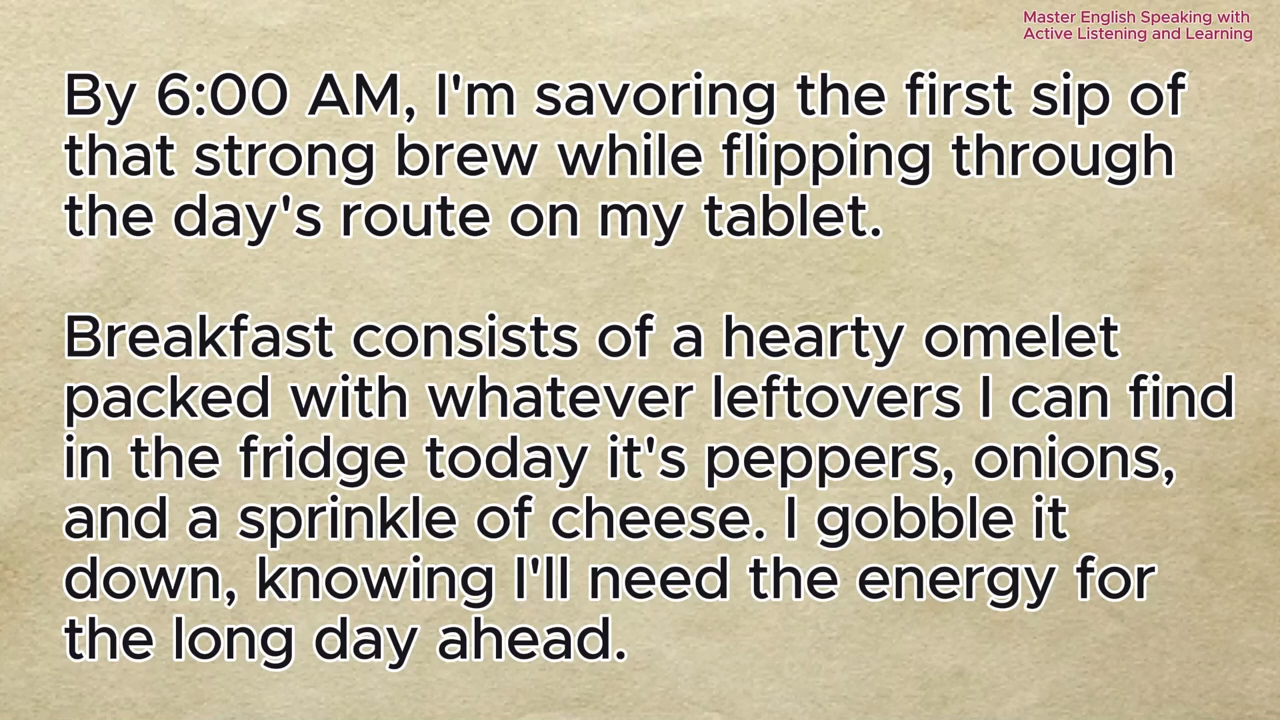 Master English Speaking with
Active Listening and Learning
By 6:00 AM, I'm savoring the first sip of
that strong brew while flipping through
the day's route on my tablet.
Breakfast consists of a hearty omelet
packed with whatever leftovers I can find
in the fridge today it's peppers, onions,
and a sprinkle of cheese. I gobble it
down, knowing I'll need the energy for
the long day ahead.